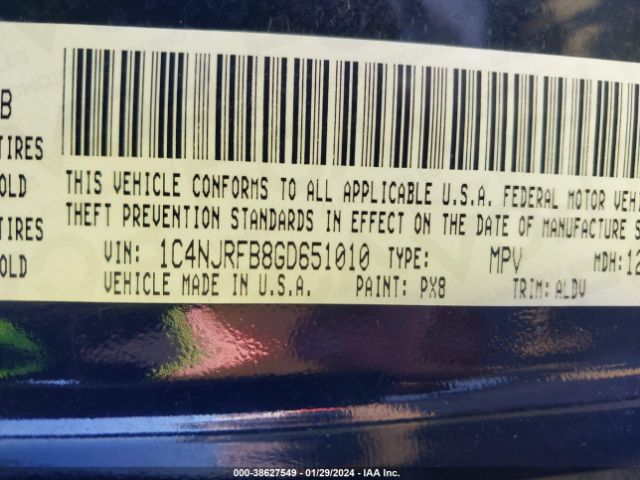 B
TIRES
OLD
TIRES
OLD
THIS VEHICLE CONFORMS TO ALL APPLICABLE U.S.A. FEDERAL MOTOR VEHI
THEFT PREVENTION STANDARDS IN EFFECT ON THE DATE OF MANUFACTURE S
VIN: 1C4NJRFB8GD651010 TYPE: MPV MDH: 12
VEHICLE MADE IN U.S.A. PAINT: PX8 TRIM: ALDV
000-38627549 - 01/29/2024 - IAA Inc.